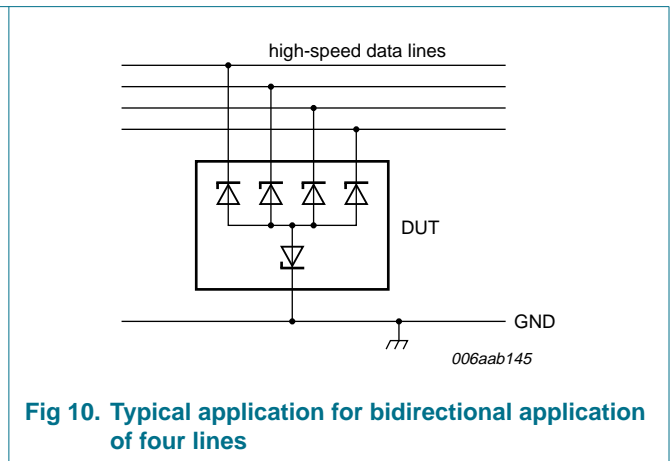 high-speed data lines
DUT
GND
006aab145
Fig 10. Typical application for bidirectional application
of four lines